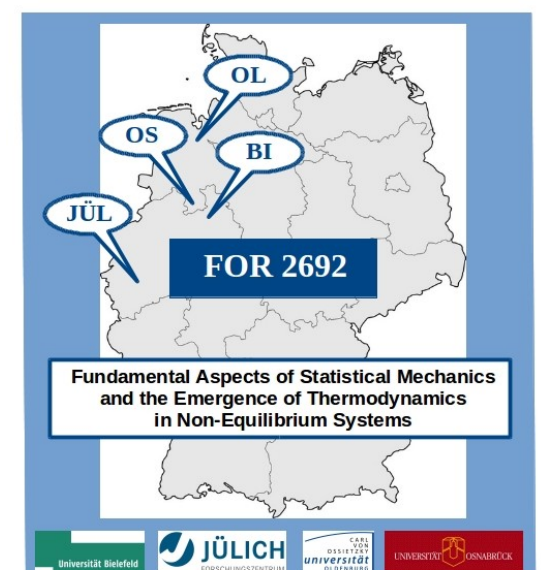 OL
OS
BI
JÜL
FOR 2692
Fundamental Aspects of Statistical Mechanics
and the Emergence of Thermodynamics
in Non-Equilibrium Systems
Universität Bielefeld
JÜLICH
FORSCHUNGSZENTRUM
CARL
VON
OSSIETZKY
universität
OLDENBURG
UNIVERSITÄT OSNABRÜCK